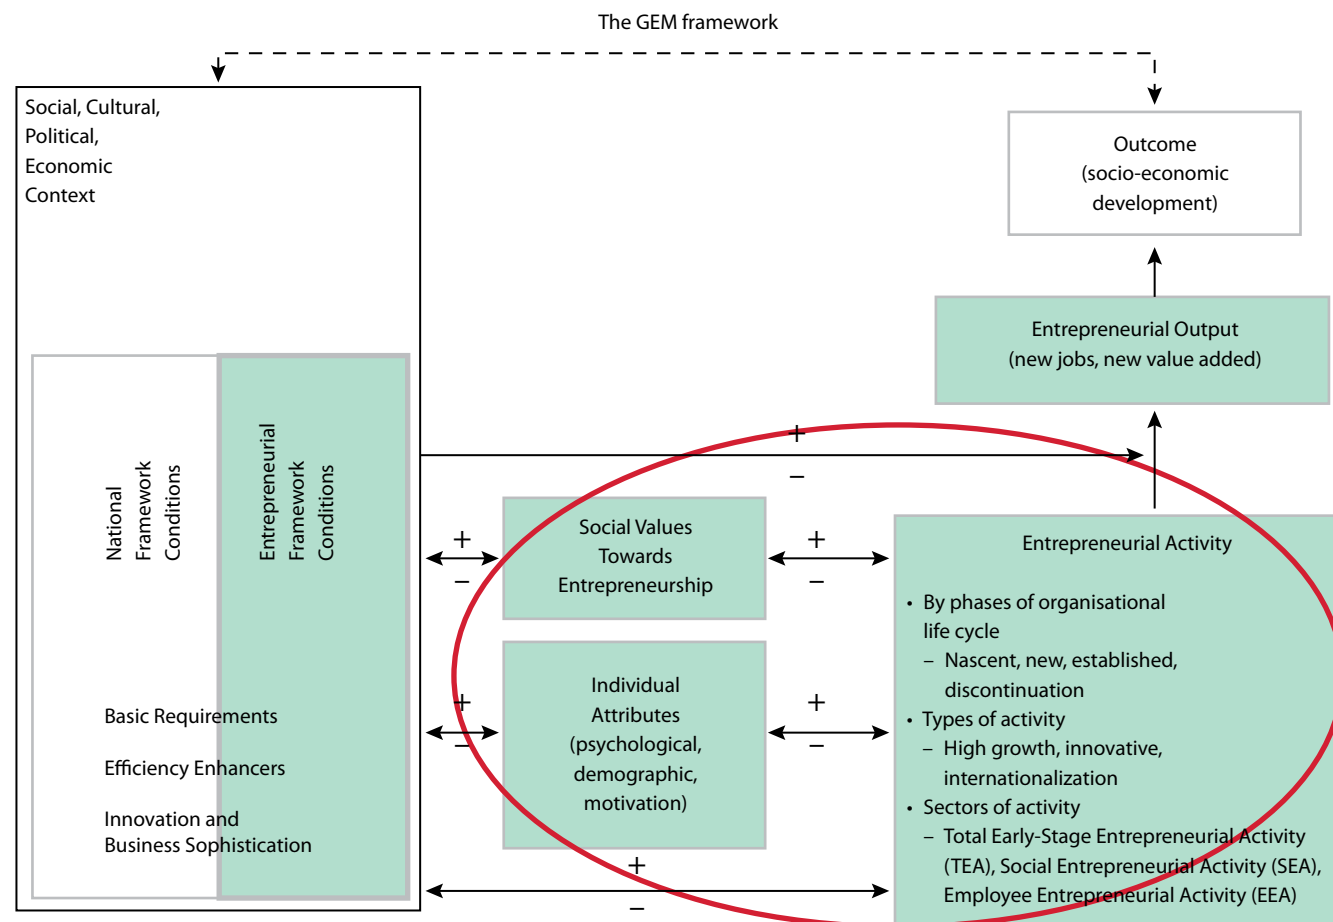 The GEM framework
Social, Cultural,
Political,
Economic
Context
Outcome
(socio-economic
development)
Entrepreneurial Output
(new jobs, new value added)
National
Framework
Conditions
Entrepreneurial
Framework
Conditions
Basic Requirements
Efficiency Enhancers
Innovation and
Business Sophistication
+
–
+
–
Social Values
Towards
Entrepreneurship
+
–
+
–
Individual
Attributes
(psychological,
demographic,
motivation)
+
–
+
–
Entrepreneurial Activity
• By phases of organisational
life cycle
– Nascent, new, established,
discontinuation
• Types of activity
– High growth, innovative,
internationalization
• Sectors of activity
– Total Early-Stage Entrepreneurial Activity
(TEA), Social Entrepreneurial Activity (SEA),
Employee Entrepreneurial Activity (EEA)